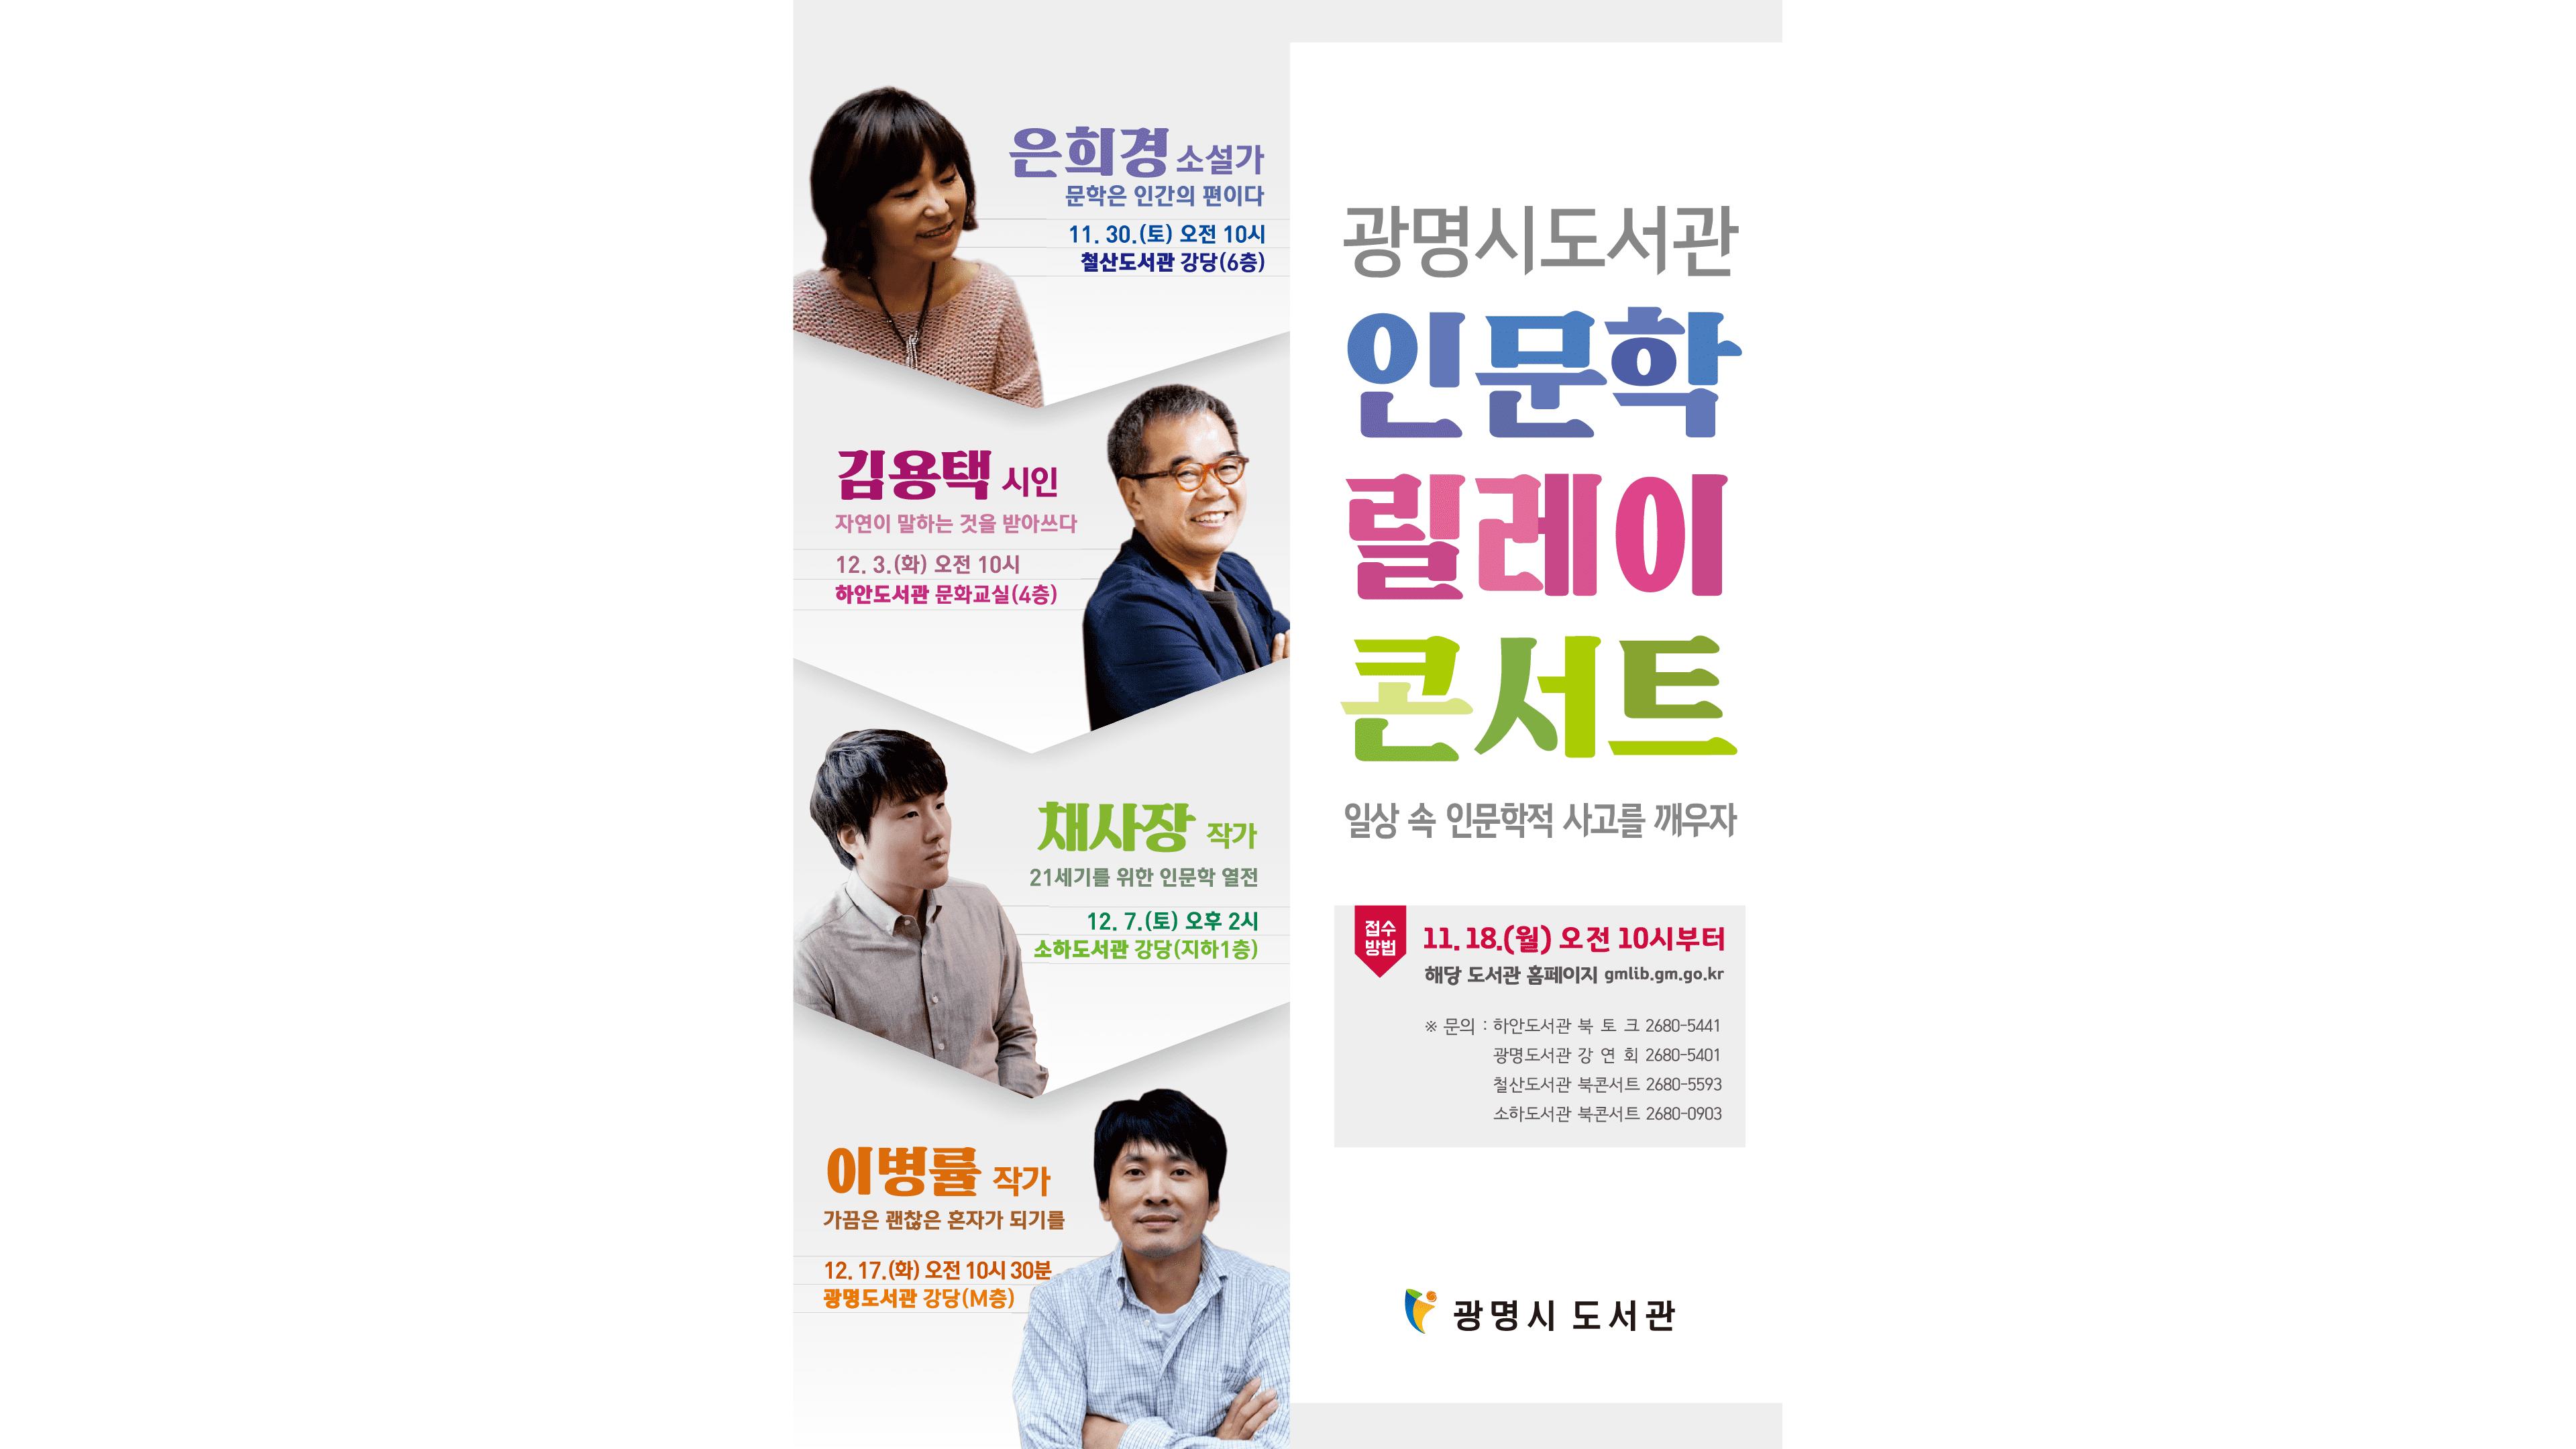 은희경 소설가
문학은 인간의 편이다
11. 30.(토) 오전 10시
철산도서관 강당(6층)
김용택 시인
자연이 말하는 것을 받아쓰다
12. 3.(화) 오전 10시
하안도서관 문화교실(4층)
채사장 작가
21세기를 위한 인문학 열전
12. 7.(토) 오후 2시
소하도서관 강당(지하1층)
이병률 작가
가끔은 괜찮은 혼자가 되기를
12. 17.(화) 오전 10시 30분
광명도서관 강당(M층)
광명시도서관
인문학
릴레이
콘서트
일상 속 인문학적 사고를 깨우자
접수
방법
11. 18.(월) 오전 10시부터
해당 도서관 홈페이지 gmlib.gm.go.kr
※ 문의 : 하안도서관 북 토 크 2680-5441
광명도서관 강 연 회 2680-5401
철산도서관 북콘서트 2680-5593
소하도서관 북콘서트 2680-0903
광명시 도서관